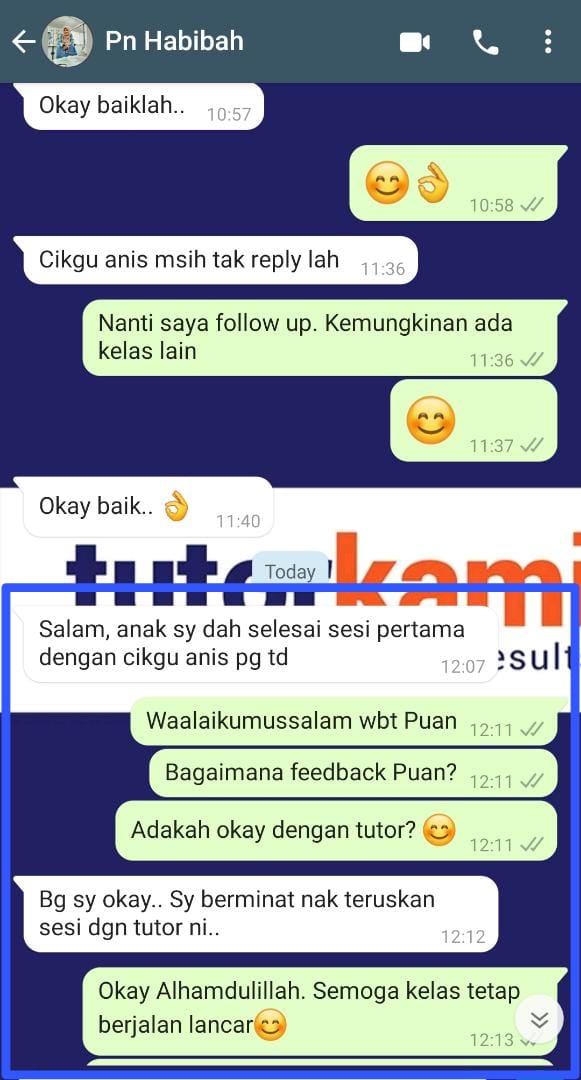 Pn Habibah
Okay baiklah.. 10:57
😊👌 10:58
Cikgu anis msih tak reply lah 11:36
Nanti saya follow up. Kemungkinan ada
kelas lain 11:36
😊 11:37
Okay baik.. 👌 11:40
tutorkami
Today
Salam, anak sy dah selesai sesi pertama
dengan cikgu anis pg td 12:07
Waalaikumussalam wbt Puan 12:11
Bagaimana feedback Puan? 12:11
Adakah okay dengan tutor? 😊 12:11
Bg sy okay.. Sy berminat nak teruskan
sesi dgn tutor ni.. 12:12
Okay Alhamdulillah. Semoga kelas tetap
berjalan lancar😊 12:13